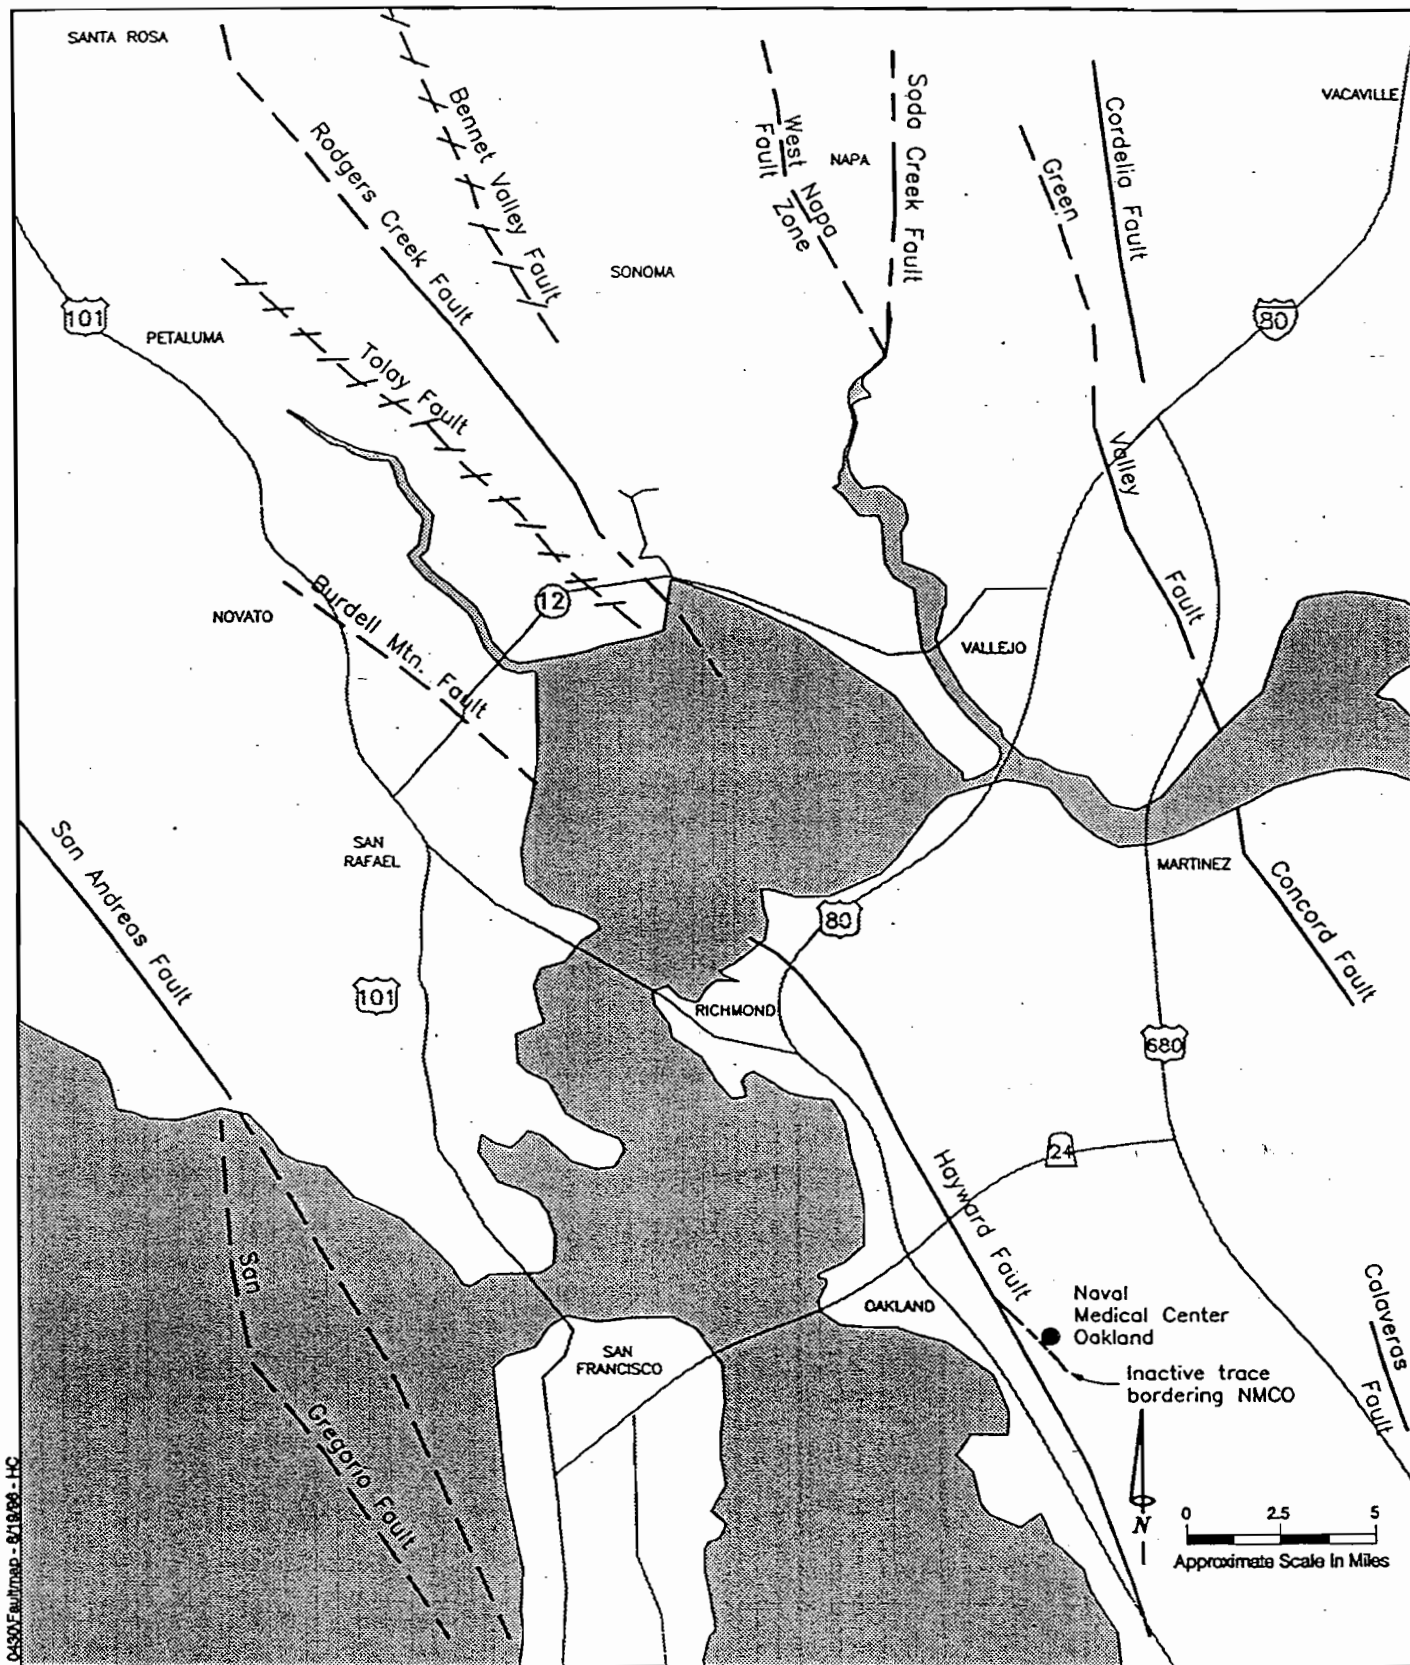 SANTA ROSA
Bennet Valley Fault
Rodgers Creek Fault
West Napa
Fault Zone
NAPA
Soda Creek Fault
Cordelia Fault
VACAVILLE
Green
Valley
Fault
SONOMA
101
PETALUMA
80
Tolay Fault
NOVATO
Burdell Mtn. Fault
12
VALLEJO
San Andreas Fault
SAN
RAFAEL
MARTINEZ
Concord Fault
80
101
RICHMOND
680
24
Hayward Fault
San
Gregorio Fault
OAKLAND
Naval
Medical Center
Oakland
Calaveras
Fault
SAN
FRANCISCO
Inactive trace
bordering NMCO
N
0 2.5 5
Approximate Scale In Miles